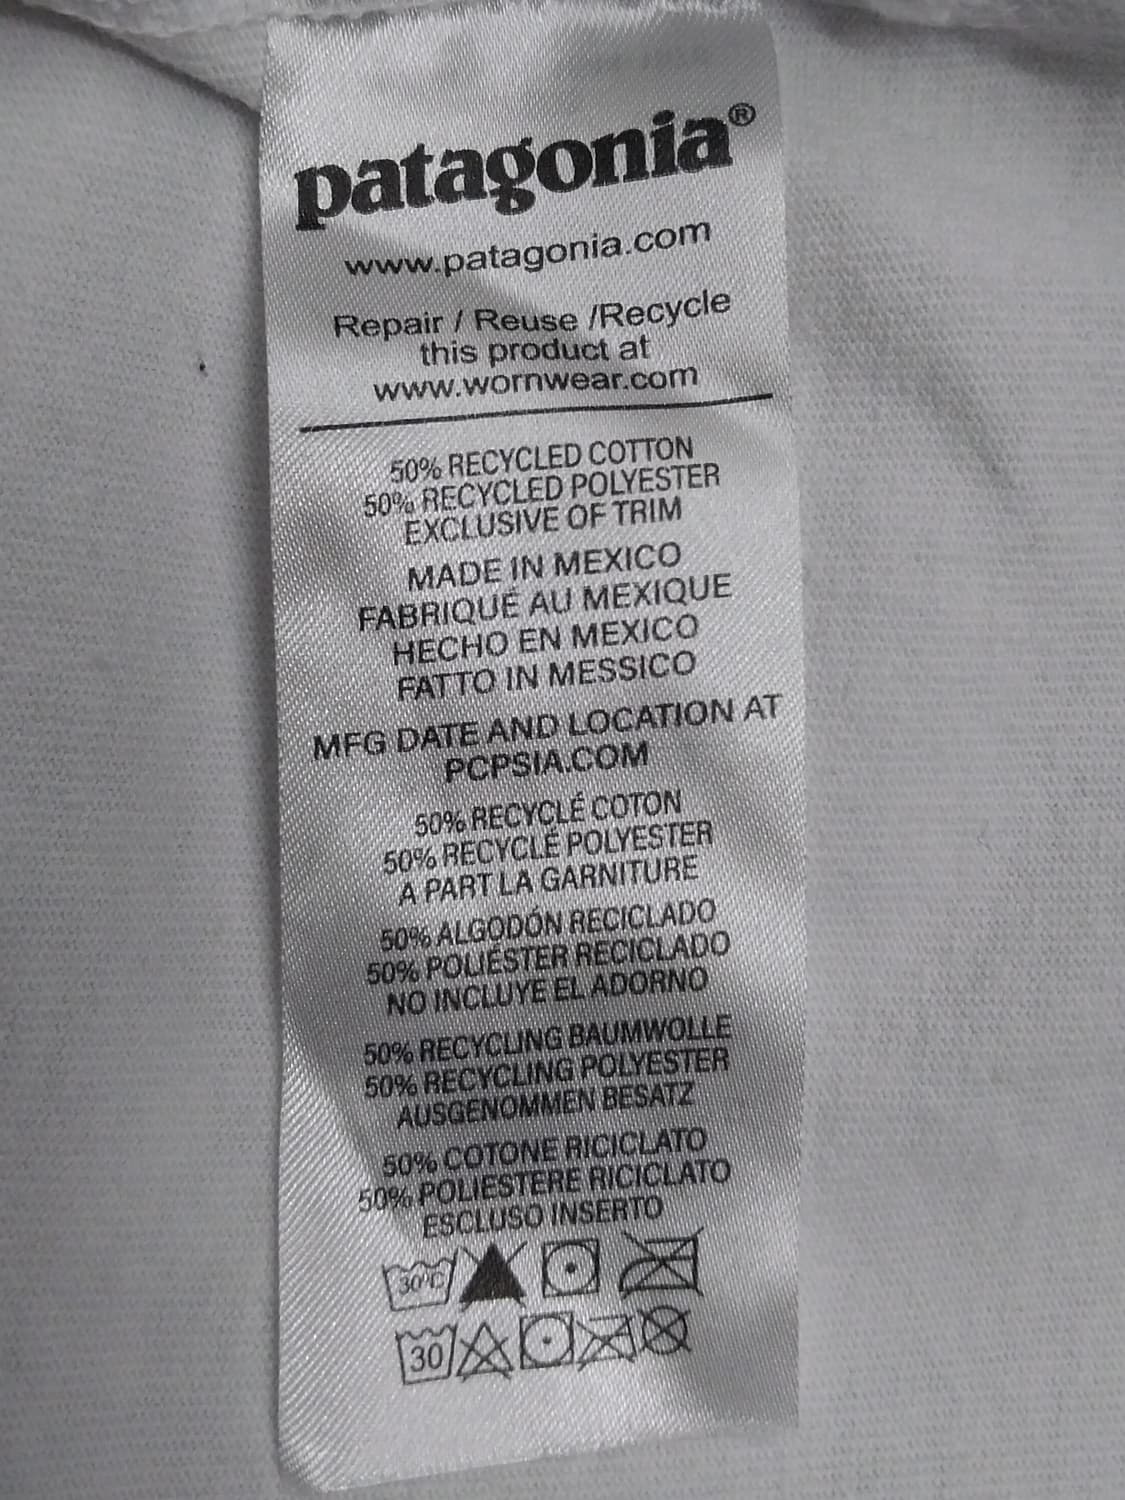 patagonia®
www.patagonia.com
Repair / Reuse /Recycle
this product at
www.wornwear.com
50% RECYCLED COTTON
50% RECYCLED POLYESTER
EXCLUSIVE OF TRIM
MADE IN MEXICO
FABRIQUÉ AU MEXIQUE
HECHO EN MEXICO
FATTO IN MESSICO
MFG DATE AND LOCATION AT
PCPSIA.COM
50% RECYCLÉ COTON
50% RECYCLÉ POLYESTER
A PART LA GARNITURE
50% ALGODÓN RECICLADO
50% POLIÉSTER RECICLADO
NO INCLUYE EL ADORNO
50% RECYCLING BAUMWOLLE
50% RECYCLING POLYESTER
AUSGENOMMEN BESATZ
50% COTONE RICICLATO
50% POLIESTERE RICICLATO
ESCLUSO INSERTO
30°C
30